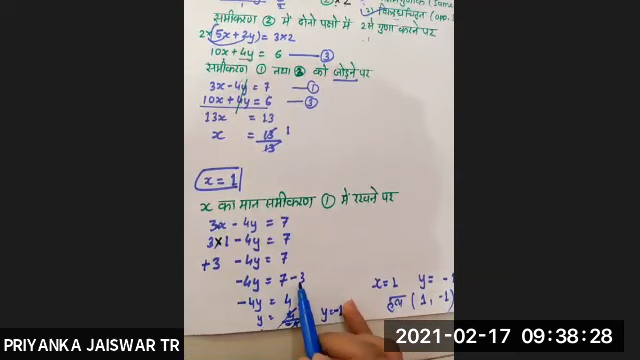 समीकरण ② में दोनो पक्षो में 2 से गुणा करने पर
2×(5x+2y) = 3×2
10x + 4y = 6 ——③
समीकरण ① तथा ③ को जोड़ने पर
3x - 4y = 7 ——①
10x + 4y = 6 ——③
13x = 13
x = 13/13 1
x = 1
x का मान समीकरण ① में रखने पर
3x - 4y = 7
3×1 - 4y = 7
+3 - 4y = 7
-4y = 7 - 3
-4y = 4
y = y = -1
x = 1 y = -1
हल (1, -1)
PRIYANKA JAISWAR TR
2021-02-17 09:38:28